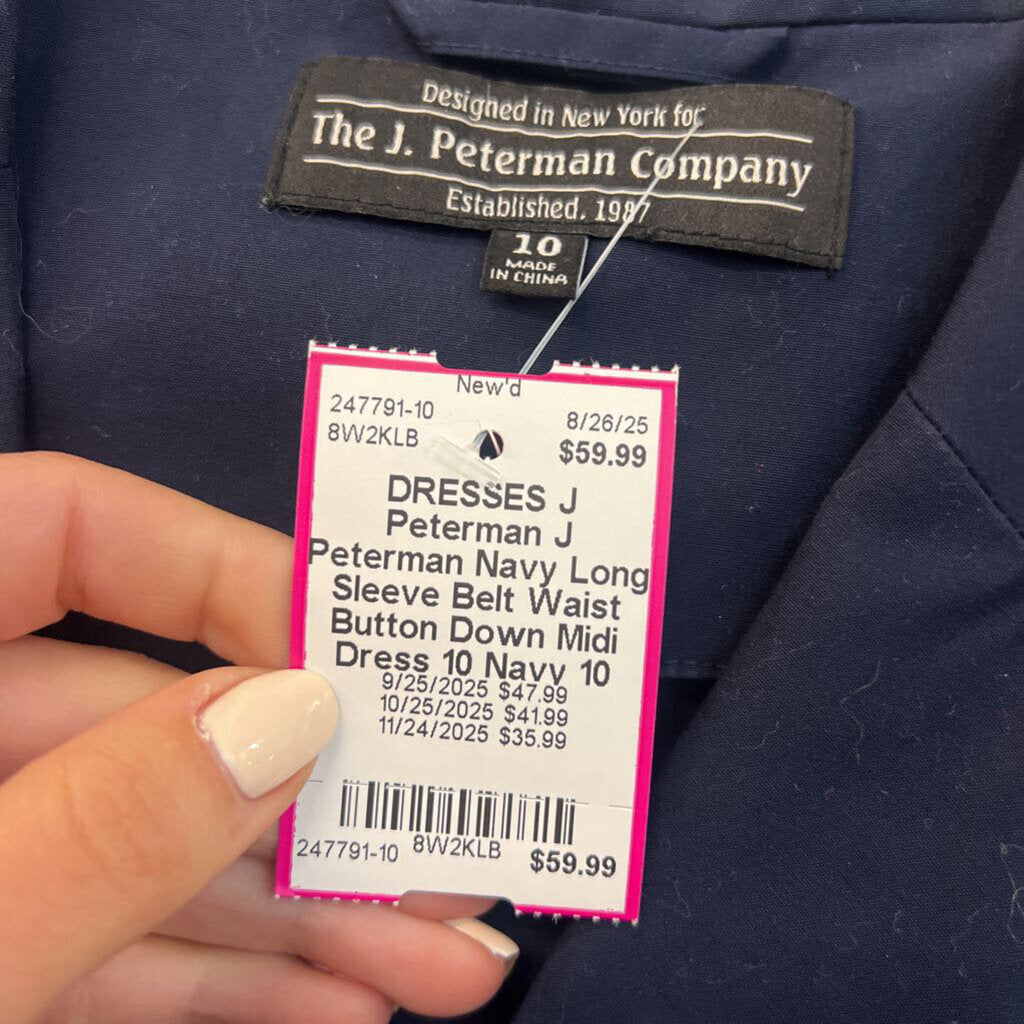 Designed in New York for
The J. Peterman Company
Established. 1987
10
MADE
IN CHINA
New'd
247791-10
8/26/25
8W2KLB
$59.99
DRESSES J
Peterman J
Peterman Navy Long
Sleeve Belt Waist
Button Down Midi
Dress 10 Navy 10
9/25/2025 $47.99
10/25/2025 $41.99
11/24/2025 $35.99
247791-10 8W2KLB $59.99